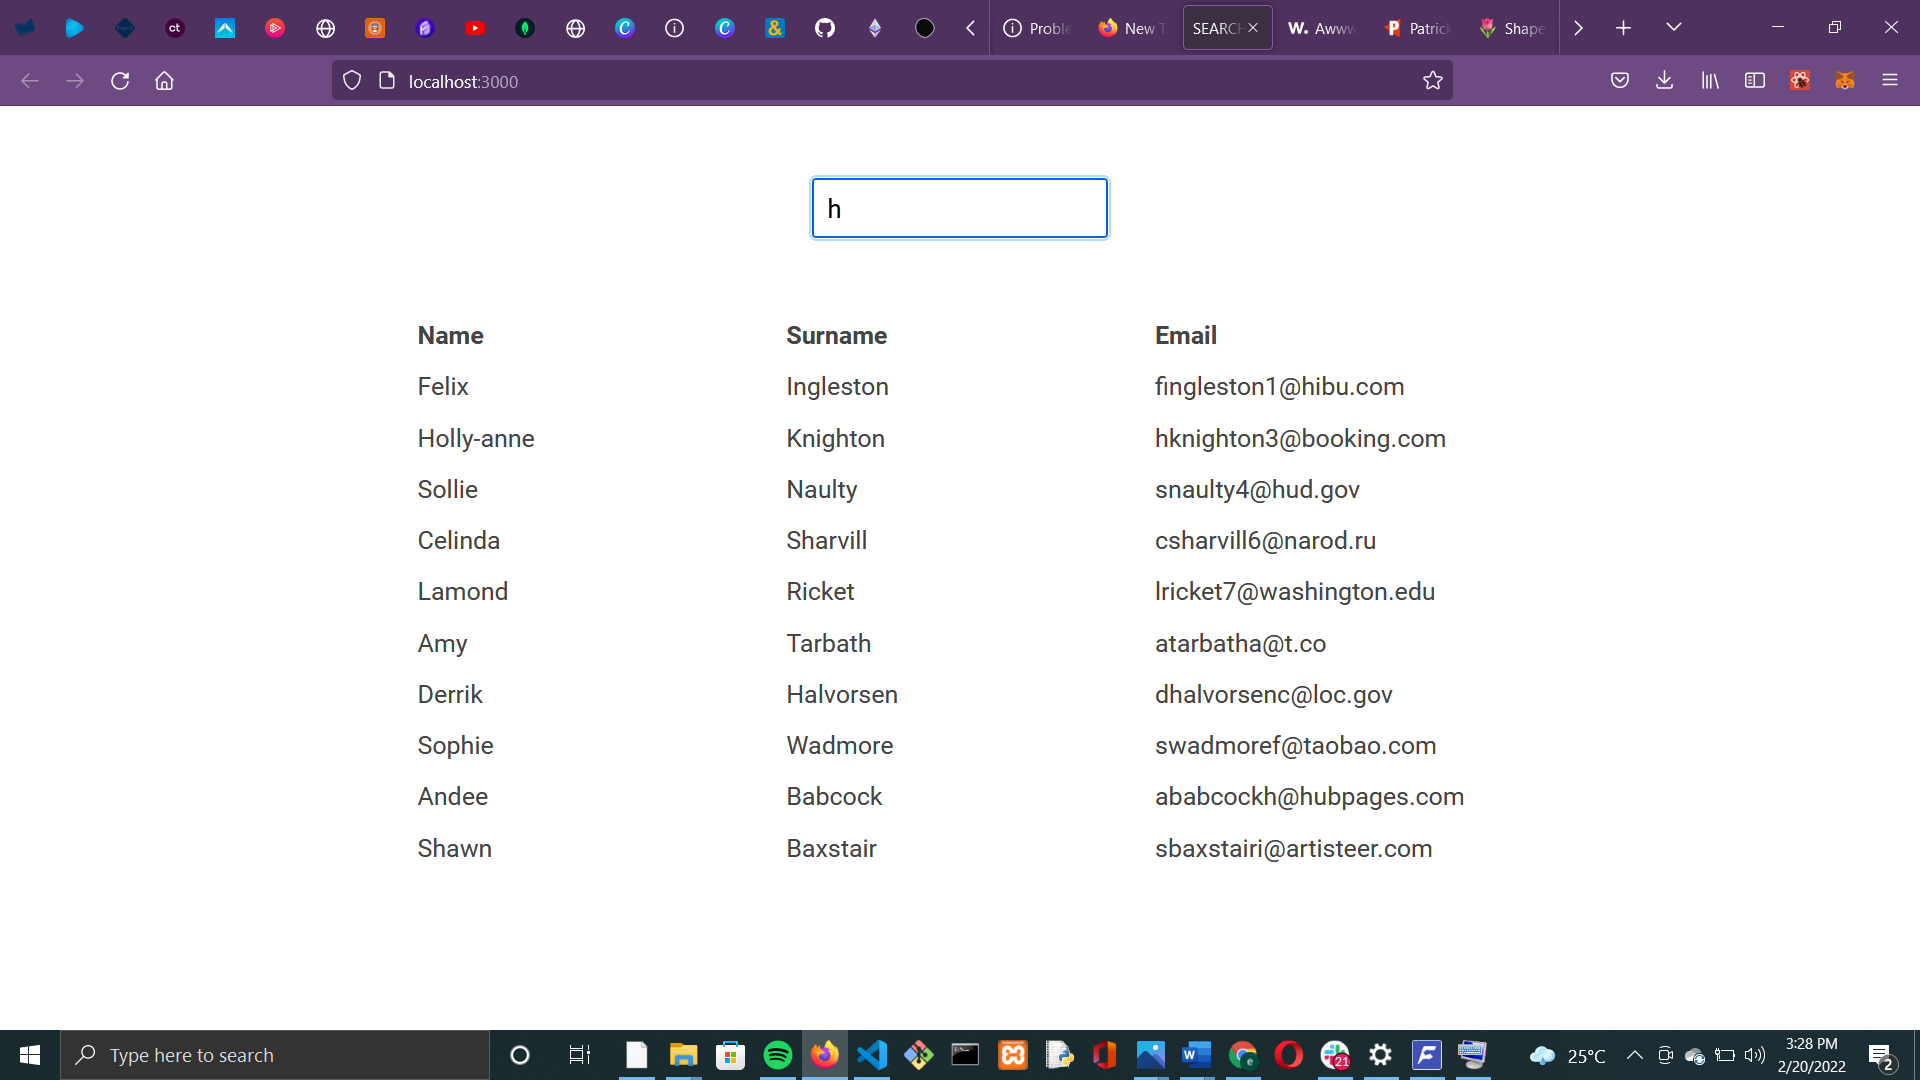 ct
Proble
New T
SEARCH
W. Awww
Patrick
Shape
localhost:3000
h
Name Surname Email
Felix Ingleston fingleston1@hibu.com
Holly-anne Knighton hknighton3@booking.com
Sollie Naulty snaulty4@hud.gov
Celinda Sharvill csharvill6@narod.ru
Lamond Ricket lricket7@washington.edu
Amy Tarbath atarbatha@t.co
Derrik Halvorsen dhalvorsenc@loc.gov
Sophie Wadmore swadmoref@taobao.com
Andee Babcock ababcockh@hubpages.com
Shawn Baxstair sbaxstairi@artisteer.com
Type here to search
21
25°C
3:28 PM
2/20/2022
2